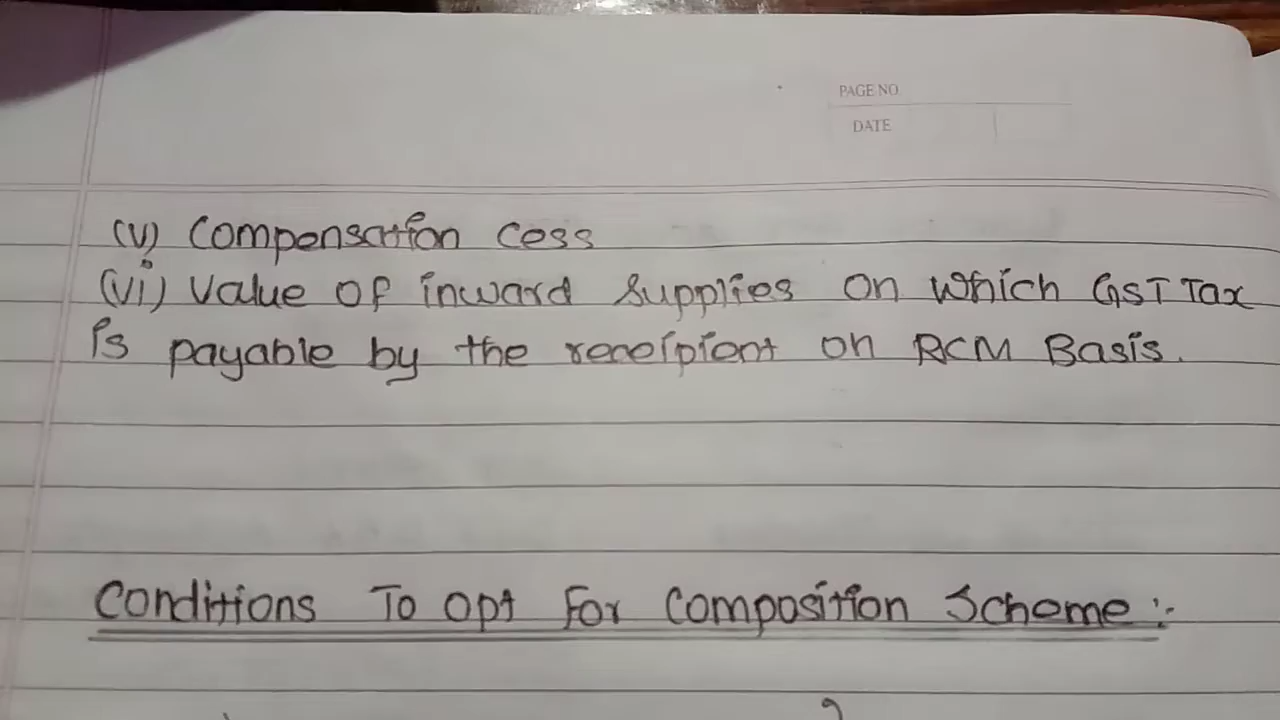 PAGE NO.
DATE
(v) Compensation Cess
(vi) Value of inward supplies on which GST Tax
is payable by the receipient on RCM Basis.
Conditions To opt For Composition Scheme :-